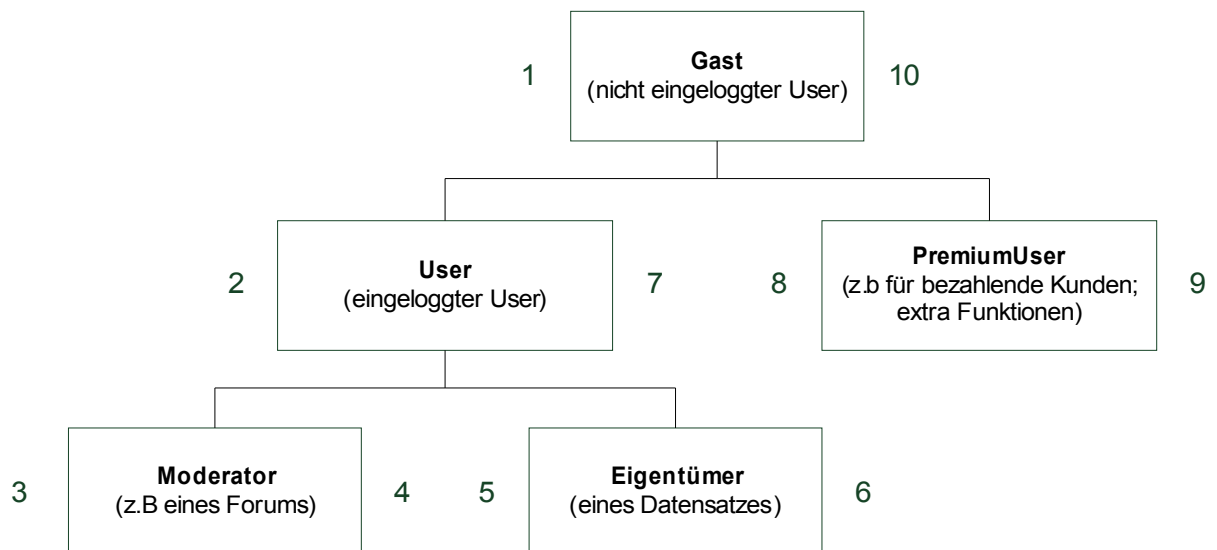 1
Gast
(nicht eingeloggter User)
10
2
User
(eingeloggter User)
7
8
PremiumUser
(z.b für bezahlende Kunden;
extra Funktionen)
9
3
Moderator
(z.B eines Forums)
4
5
Eigentümer
(eines Datensatzes)
6